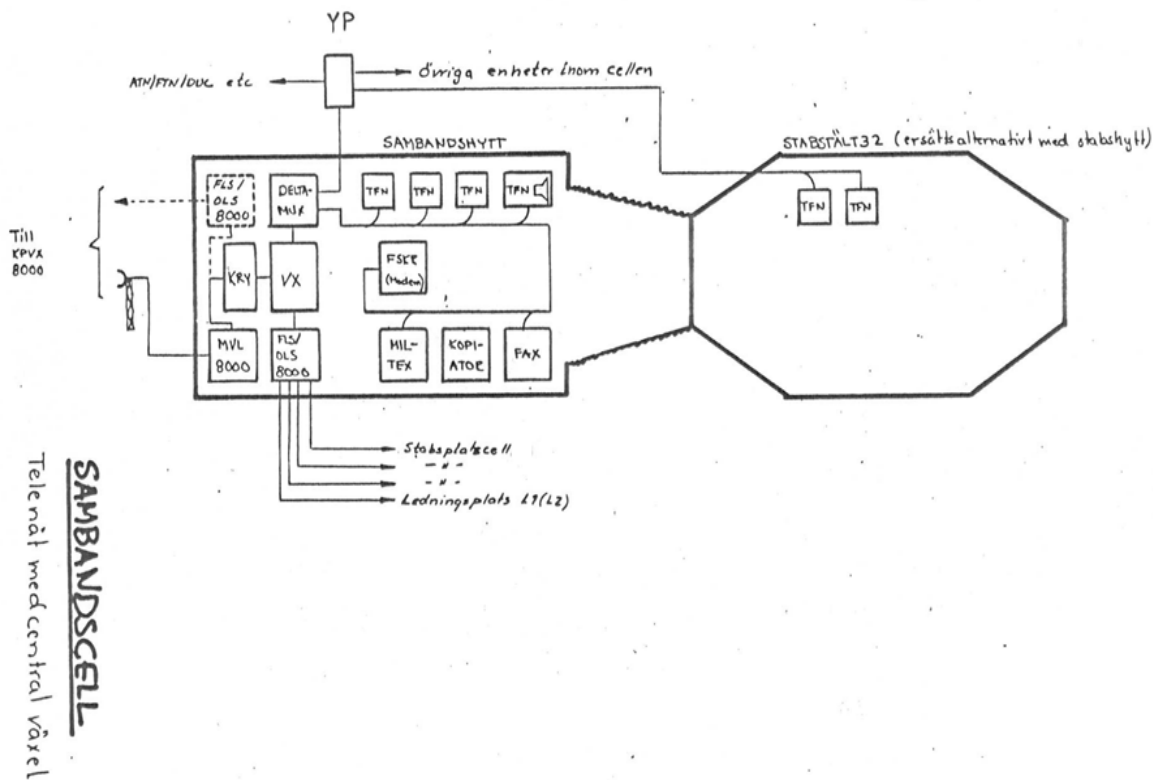 YP
ATN/FTN/DUC etc
övriga enheter inom cellen
SAMBANDSHYTT
STABSTÄLT32 (ersätts alternativt med stabshytt)
FLS/
OLS
8000
DELTA-
MUX
TFN
TFN
TFN
TFN
TFN
TFN
Till
KPVX
8000
KRY
VX
FSKR
(Modem)
MVL
8000
FLS/
OLS
8000
MIL-
TEX
KOPI-
ATOR
FAX
Stabsplatscell
- " -
- " -
Ledningsplats L1(L2)
SAMBANDSCELL
Telenät med central växel